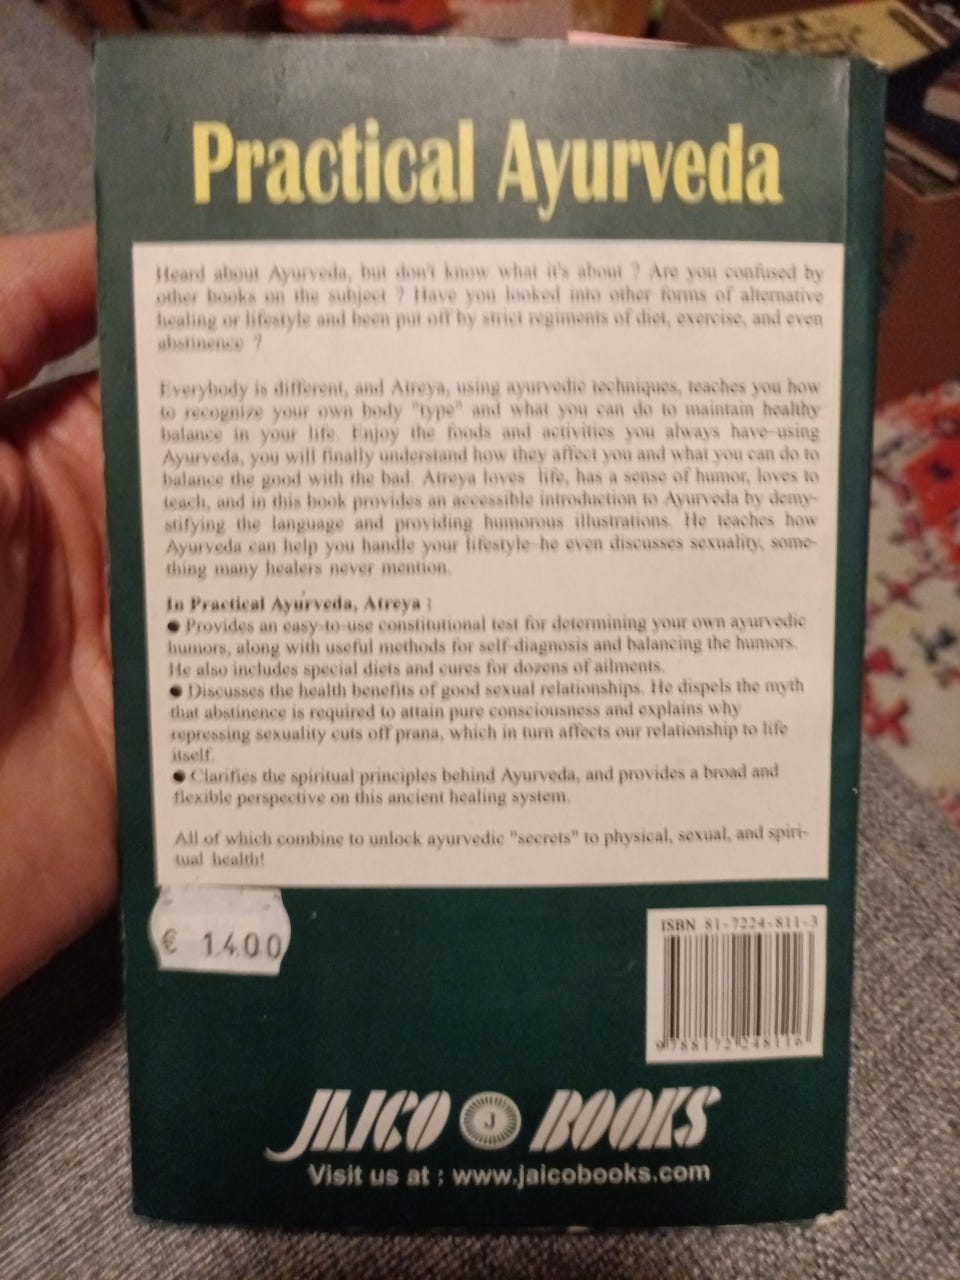 Practical Ayurveda
Heard about Ayurveda, but don't know what it's about ? Are you confused by
other books on the subject ? Have you looked into other forms of alternative
healing or lifestyle and been put off by strict regiments of diet, exercise, and even
abstinence ?
Everybody is different, and Atreya, using ayurvedic techniques, teaches you how
to recognize your own body "type" and what you can do to maintain healthy
balance in your life. Enjoy the foods and activities you always have-using
Ayurveda, you will finally understand how they affect you and what you can do to
balance the good with the bad. Atreya loves life, has a sense of humor, loves to
teach, and in this book provides an accessible introduction to Ayurveda by demy-
stifying the language and providing humorous illustrations. He teaches how
Ayurveda can help you handle your lifestyle-he even discusses sexuality, some-
thing many healers never mention.
In Practical Ayurveda, Atreya :
● Provides an easy-to-use constitutional test for determining your own ayurvedic
humors, along with useful methods for self-diagnosis and balancing the humors.
He also includes special diets and cures for dozens of ailments.
● Discusses the health benefits of good sexual relationships. He dispels the myth
that abstinence is required to attain pure consciousness and explains why
repressing sexuality cuts off prana, which in turn affects our relationship to life
itself.
● Clarifies the spiritual principles behind Ayurveda, and provides a broad and
flexible perspective on this ancient healing system.
All of which combine to unlock ayurvedic "secrets" to physical, sexual, and spiri-
tual health!
€ 14.00
ISBN 81-7224-811-3
9 788172 248116
JAICO J BOOKS
Visit us at : www.jaicobooks.com